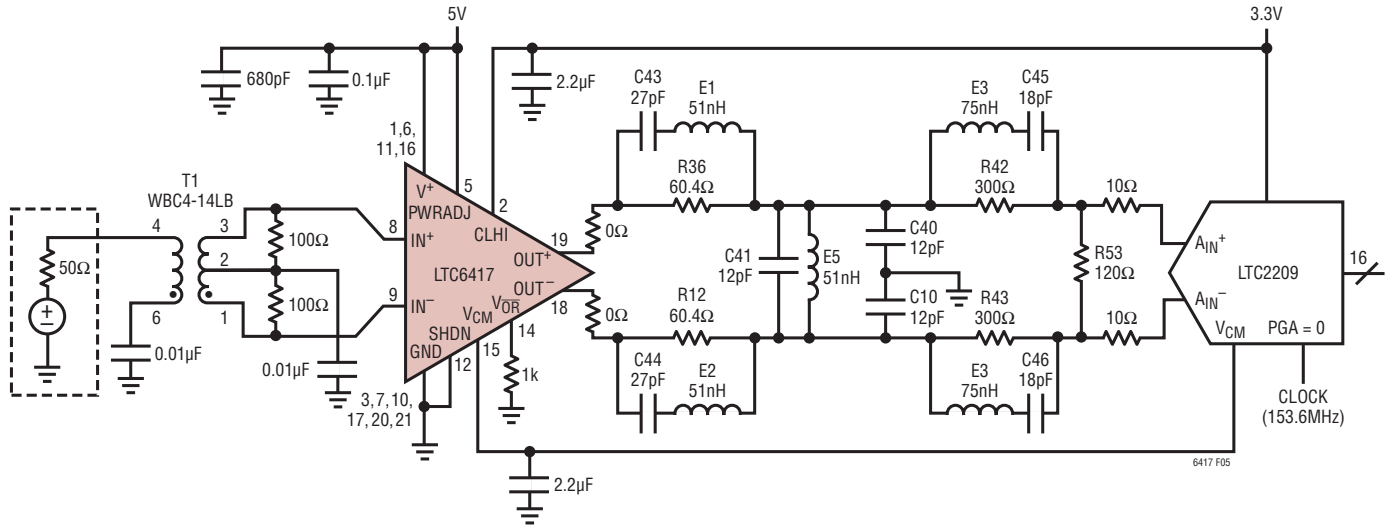 5V
3.3V
680pF
0.1µF
2.2µF
C43
27pF
E1
51nH
E3
75nH
C45
18pF
1,6,
11,16
T1
WBC4-14LB
V+
5
PWRADJ
2
CLHI
R36
60.4Ω
R42
300Ω
10Ω
4
3
8
IN+
19
OUT+
0Ω
50Ω
100Ω
2
LTC6417
C41
12pF
E5
51nH
C40
12pF
R53
120Ω
AIN+
LTC2209
16
100Ω
9
IN−
OUT−
18
0Ω
R12
60.4Ω
C10
12pF
R43
300Ω
10Ω
AIN−
6
1
VOR
14
VCM
15
SHDN
12
GND
VCM
PGA = 0
0.01µF
0.01µF
1k
C44
27pF
E2
51nH
E3
75nH
C46
18pF
3,7,10,
17,20,21
CLOCK
(153.6MHz)
2.2µF
6417 F05